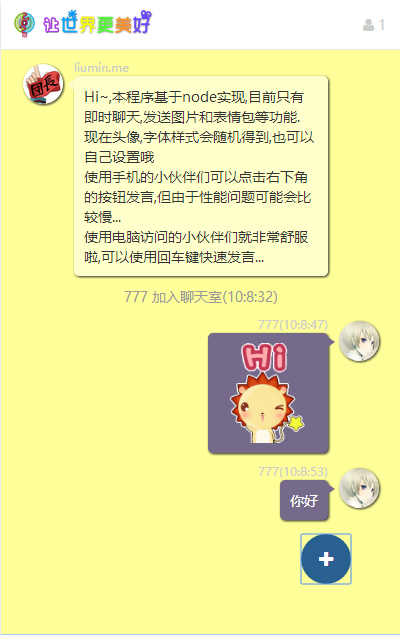 让世界更美好
1
liumin.me
Hi~,本程序基于node实现,目前只有
即时聊天,发送图片和表情包等功能.
现在头像,字体样式会随机得到,也可以
自己设置哦
使用手机的小伙伴们可以点击右下角
的按钮发言,但由于性能问题可能会比
较慢...
使用电脑访问的小伙伴们就非常舒服
啦,可以使用回车键快速发言...
团長
777 加入聊天室(10:8:32)
777(10:8:47)
Hi
777(10:8:53)
你好